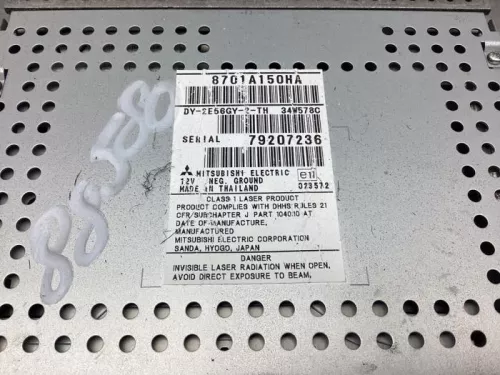 8701A150HA
DY-2E56GY-2-TH 34W578C
SERIAL 79207236
MITSUBISHI ELECTRIC
12V NEG. GROUND
MADE IN THAILAND
e11
023572
CLASS 1 LASER PRODUCT
PRODUCT COMPLIES WITH DHHS R,LES 21
CFR/SUBCHAPTER J PART 1040.10 AT
DATE OF MANUFACTURE,
MANUFACTURED
MITSUBISHI ELECTRIC CORPORATION
SANDA, HYOGO, JAPAN
DANGER
INVISIBLE LASER RADIATION WHEN OPEN,
AVOID DIRECT EXPOSURE TO BEAM.